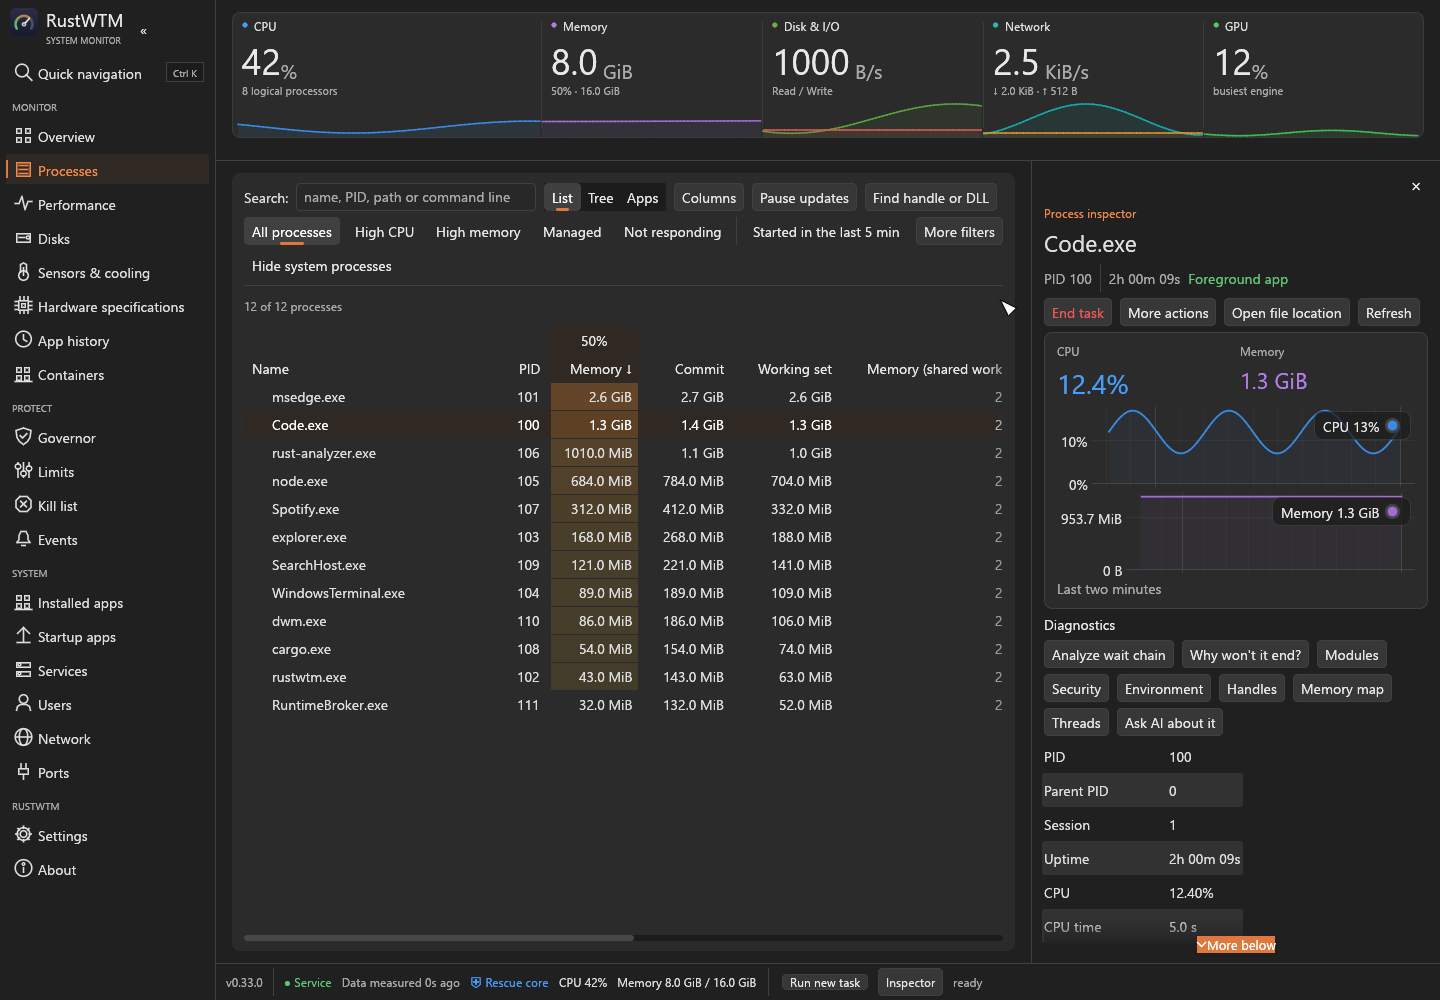 RustWTM
SYSTEM MONITOR
«
Quick navigation
Ctrl K
MONITOR
Overview
Processes
Performance
Disks
Sensors & cooling
Hardware specifications
App history
Containers
PROTECT
Governor
Limits
Kill list
Events
SYSTEM
Installed apps
Startup apps
Services
Users
Network
Ports
RUSTWTM
Settings
About
CPU
42%
8 logical processors
Memory
8.0 GiB
50% · 16.0 GiB
Disk & I/O
1000 B/s
Read / Write
Network
2.5 KiB/s
↓ 2.0 KiB · ↑ 512 B
GPU
12%
busiest engine
Search: name, PID, path or command line List Tree Apps Columns Pause updates Find handle or DLL
All processes High CPU High memory Managed Not responding Started in the last 5 min More filters
Hide system processes
12 of 12 processes
50%
Name PID Memory ↓ Commit Working set Memory (shared work
msedge.exe 101 2.6 GiB 2.7 GiB 2.6 GiB 2
Code.exe 100 1.3 GiB 1.4 GiB 1.3 GiB 2
rust-analyzer.exe 106 1010.0 MiB 1.1 GiB 1.0 GiB 2
node.exe 105 684.0 MiB 784.0 MiB 704.0 MiB 2
Spotify.exe 107 312.0 MiB 412.0 MiB 332.0 MiB 2
explorer.exe 103 168.0 MiB 268.0 MiB 188.0 MiB 2
SearchHost.exe 109 121.0 MiB 221.0 MiB 141.0 MiB 2
WindowsTerminal.exe 104 89.0 MiB 189.0 MiB 109.0 MiB 2
dwm.exe 110 86.0 MiB 186.0 MiB 106.0 MiB 2
cargo.exe 108 54.0 MiB 154.0 MiB 74.0 MiB 2
rustwtm.exe 102 43.0 MiB 143.0 MiB 63.0 MiB 2
RuntimeBroker.exe 111 32.0 MiB 132.0 MiB 52.0 MiB 2
×
Process inspector
Code.exe
PID 100 2h 00m 09s Foreground app
End task More actions Open file location Refresh
CPU Memory
12.4% 1.3 GiB
CPU 13%
10%
0%
Memory 1.3 GiB
953.7 MiB
0 B
Last two minutes
Diagnostics
Analyze wait chain Why won't it end? Modules
Security Environment Handles Memory map
Threads Ask AI about it
PID 100
Parent PID 0
Session 1
Uptime 2h 00m 09s
CPU 12.40%
CPU time 5.0 s
More below
v0.33.0 Service Data measured 0s ago Rescue core CPU 42% Memory 8.0 GiB / 16.0 GiB Run new task Inspector ready